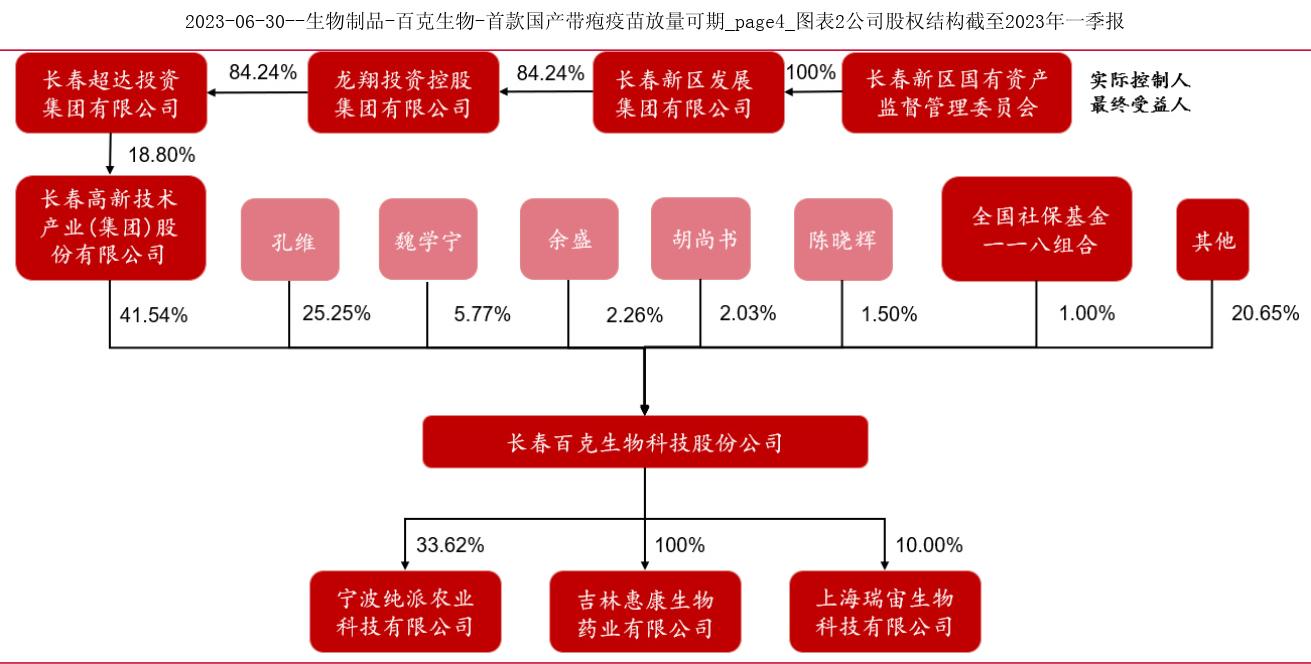 2023-06-30--生物制品-百克生物-首款国产带疱疫苗放量可期_page4_图表2公司股权结构截至2023年一季报
长春超达投资
集团有限公司
84.24%
龙翔投资控股
集团有限公司
84.24%
长春新区发展
集团有限公司
100%
长春新区国有资产
监督管理委员会
实际控制人
最终受益人
18.80%
长春高新技术
产业(集团)股
份有限公司
孔维
魏学宁
余盛
胡尚书
陈晓辉
全国社保基金
一一八组合
其他
41.54%
25.25%
5.77%
2.26%
2.03%
1.50%
1.00%
20.65%
长春百克生物科技股份公司
33.62%
100%
10.00%
宁波纯派农业
科技有限公司
吉林惠康生物
药业有限公司
上海瑞宙生物
科技有限公司